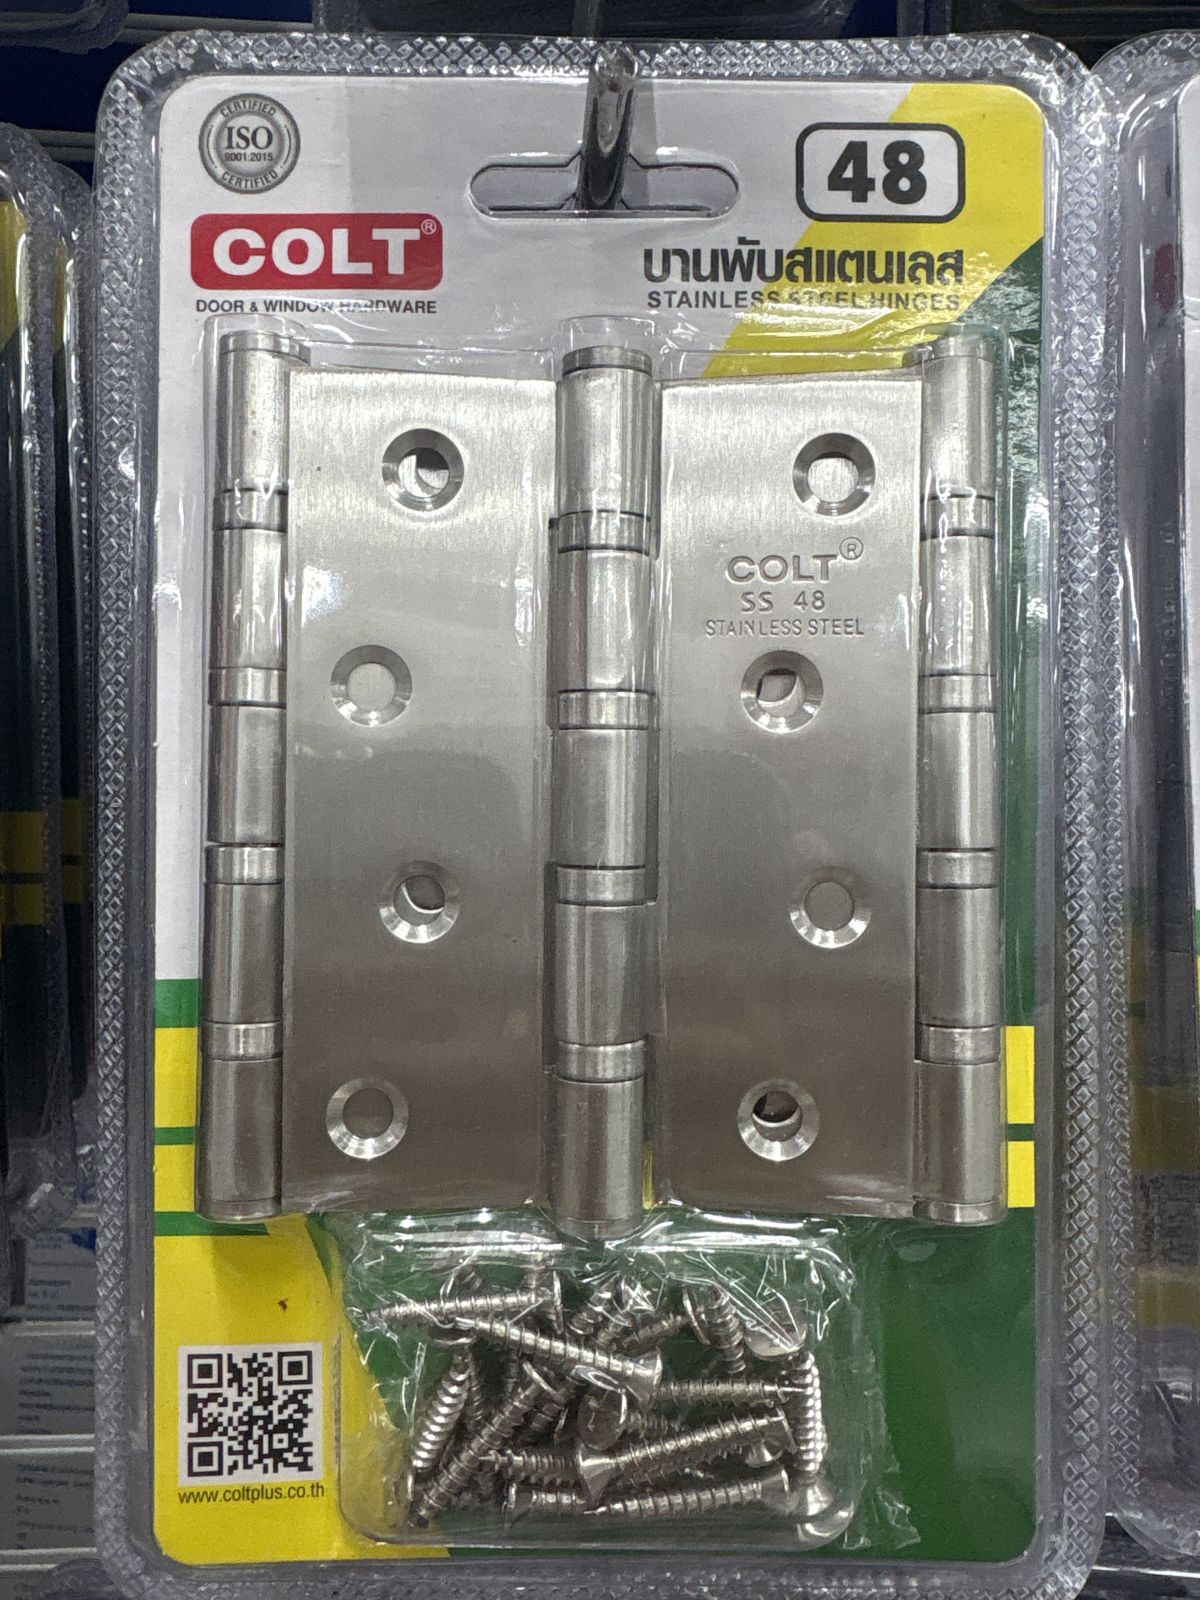 CERTIFIED
ISO
9001:2015
CERTIFIED
COLT®
DOOR & WINDOW HARDWARE
48
บานพับสแตนเลส
STAINLESS STEEL HINGES
COLT®
SS 48
STAINLESS STEEL
www.coltplus.co.th